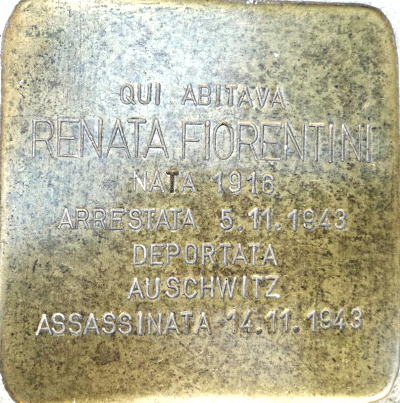 QUI ABITAVA
RENATA FIORENTINI
NATA 1916
ARRESTATA 5.11.1943
DEPORTATA
AUSCHWITZ
ASSASSINATA 14.11.1943